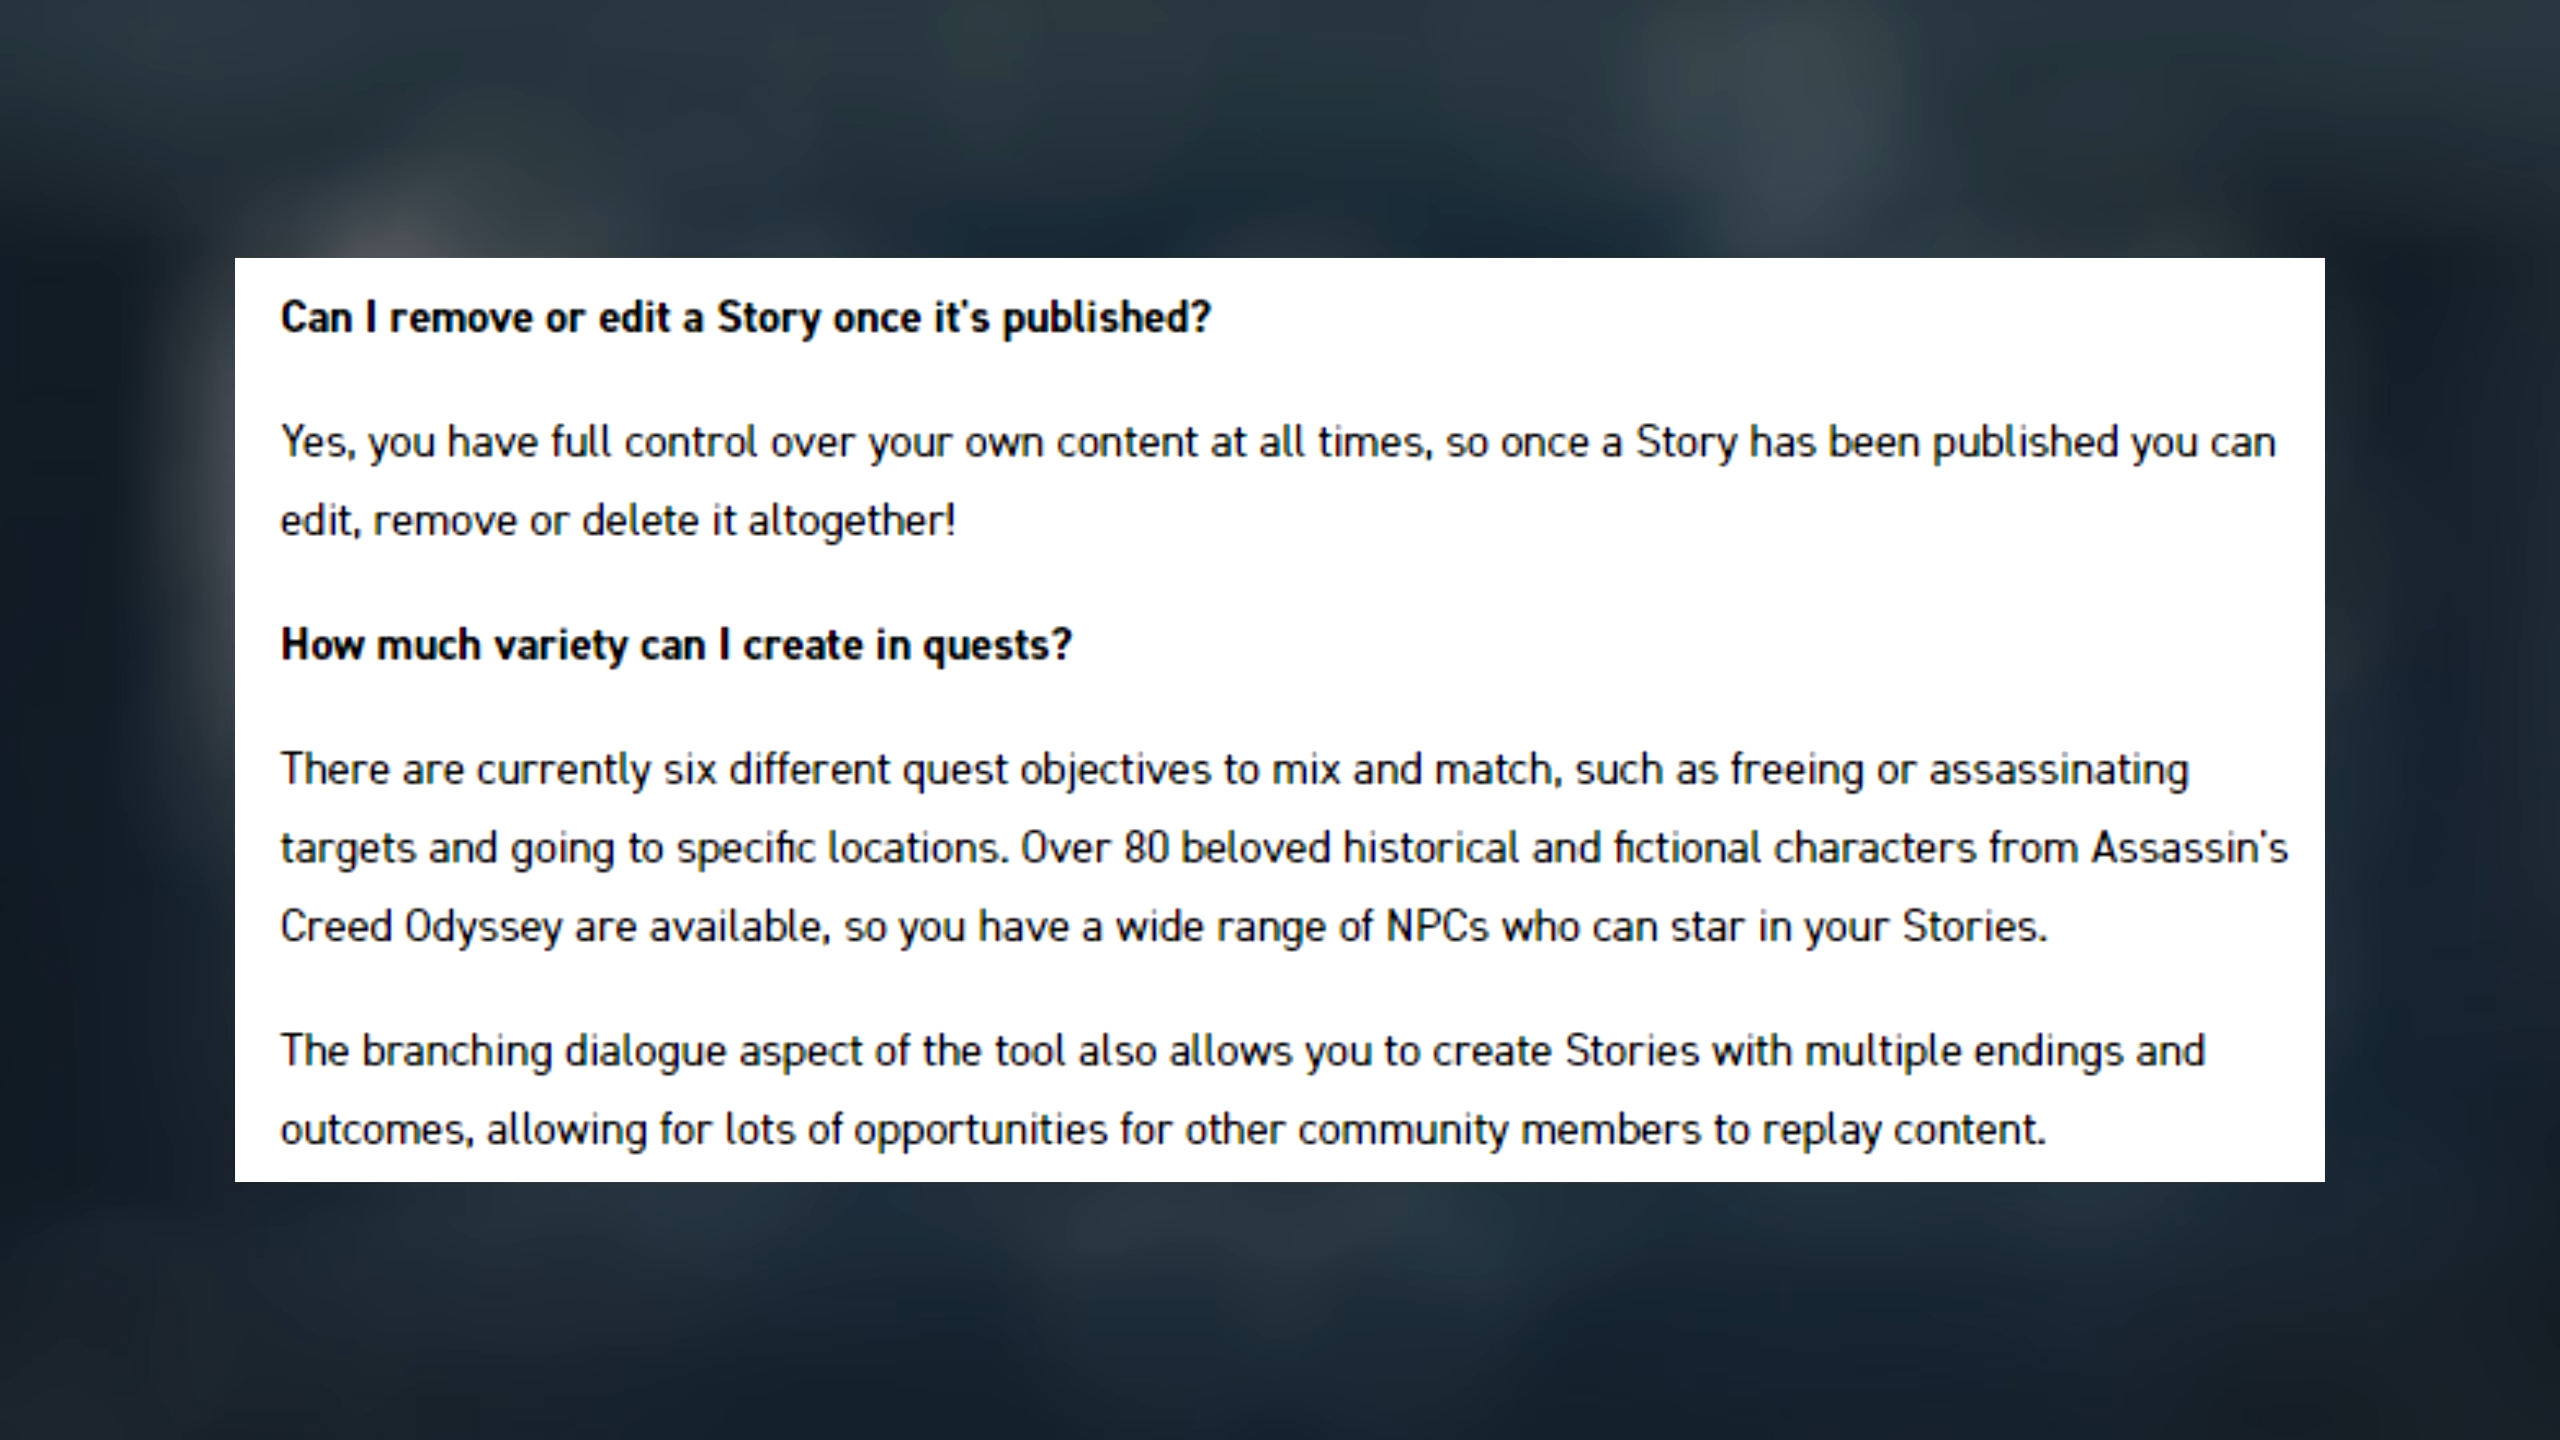 Can I remove or edit a Story once it's published?
Yes, you have full control over your own content at all times, so once a Story has been published you can
edit, remove or delete it altogether!
How much variety can I create in quests?
There are currently six different quest objectives to mix and match, such as freeing or assassinating
targets and going to specific locations. Over 80 beloved historical and fictional characters from Assassin's
Creed Odyssey are available, so you have a wide range of NPCs who can star in your Stories.
The branching dialogue aspect of the tool also allows you to create Stories with multiple endings and
outcomes, allowing for lots of opportunities for other community members to replay content.